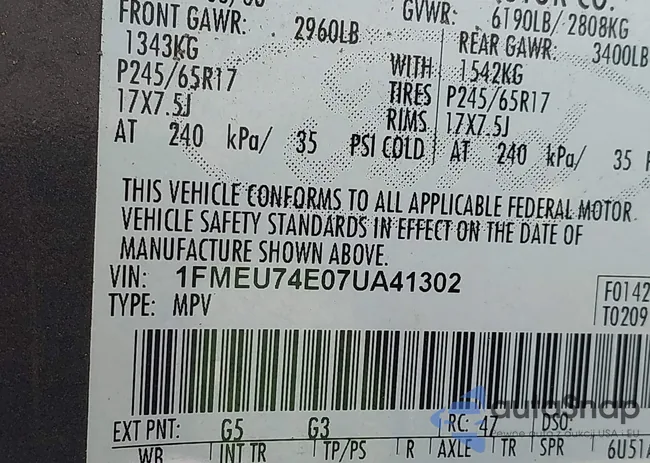 FRONT GAWR: 2960LB
GVWR: 6190LB/2808KG
1343KG
REAR GAWR: 3400LB
P245/65R17
WITH 1542KG
17X7.5J
TIRES P245/65R17
RIMS 17X7.5J
AT 240 kPa/ 35 PSI COLD AT 240 kPa/ 35
THIS VEHICLE CONFORMS TO ALL APPLICABLE FEDERAL MOTOR
VEHICLE SAFETY STANDARDS IN EFFECT ON THE DATE OF
MANUFACTURE SHOWN ABOVE.
VIN: 1FMEU74E07UA41302
TYPE: MPV
F0142
T0209
autoSnap
EXT PNT: G5 G3 RC: 47 DSO:
WB INT TR TP/PS R AXLE TR SPR 6U51A